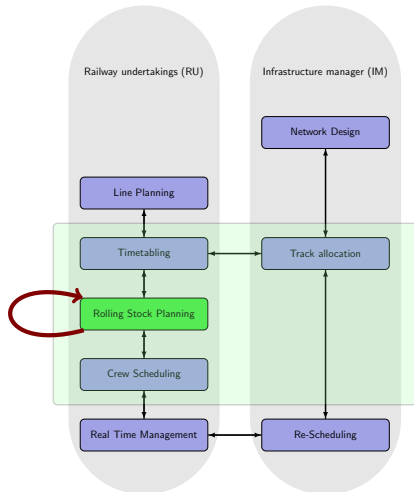 Railway undertakings (RU)
Infrastructure manager (IM)
Network Design
Line Planning
Timetabling
Track allocation
Rolling Stock Planning
Crew Scheduling
Real Time Management
Re-Scheduling